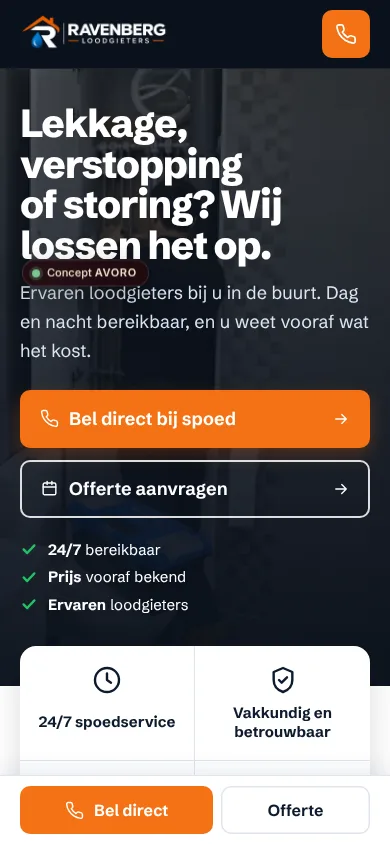 RAVENBERG
LOODGIETERS
Lekkage,
verstopping
of storing? Wij
lossen het op.
Concept AVORO
Ervaren loodgieters bij u in de buurt. Dag
en nacht bereikbaar, en u weet vooraf wat
het kost.
Bel direct bij spoed
Offerte aanvragen
24/7 bereikbaar
Prijs vooraf bekend
Ervaren loodgieters
24/7 spoedservice
Vakkundig en
betrouwbaar
Bel direct
Offerte